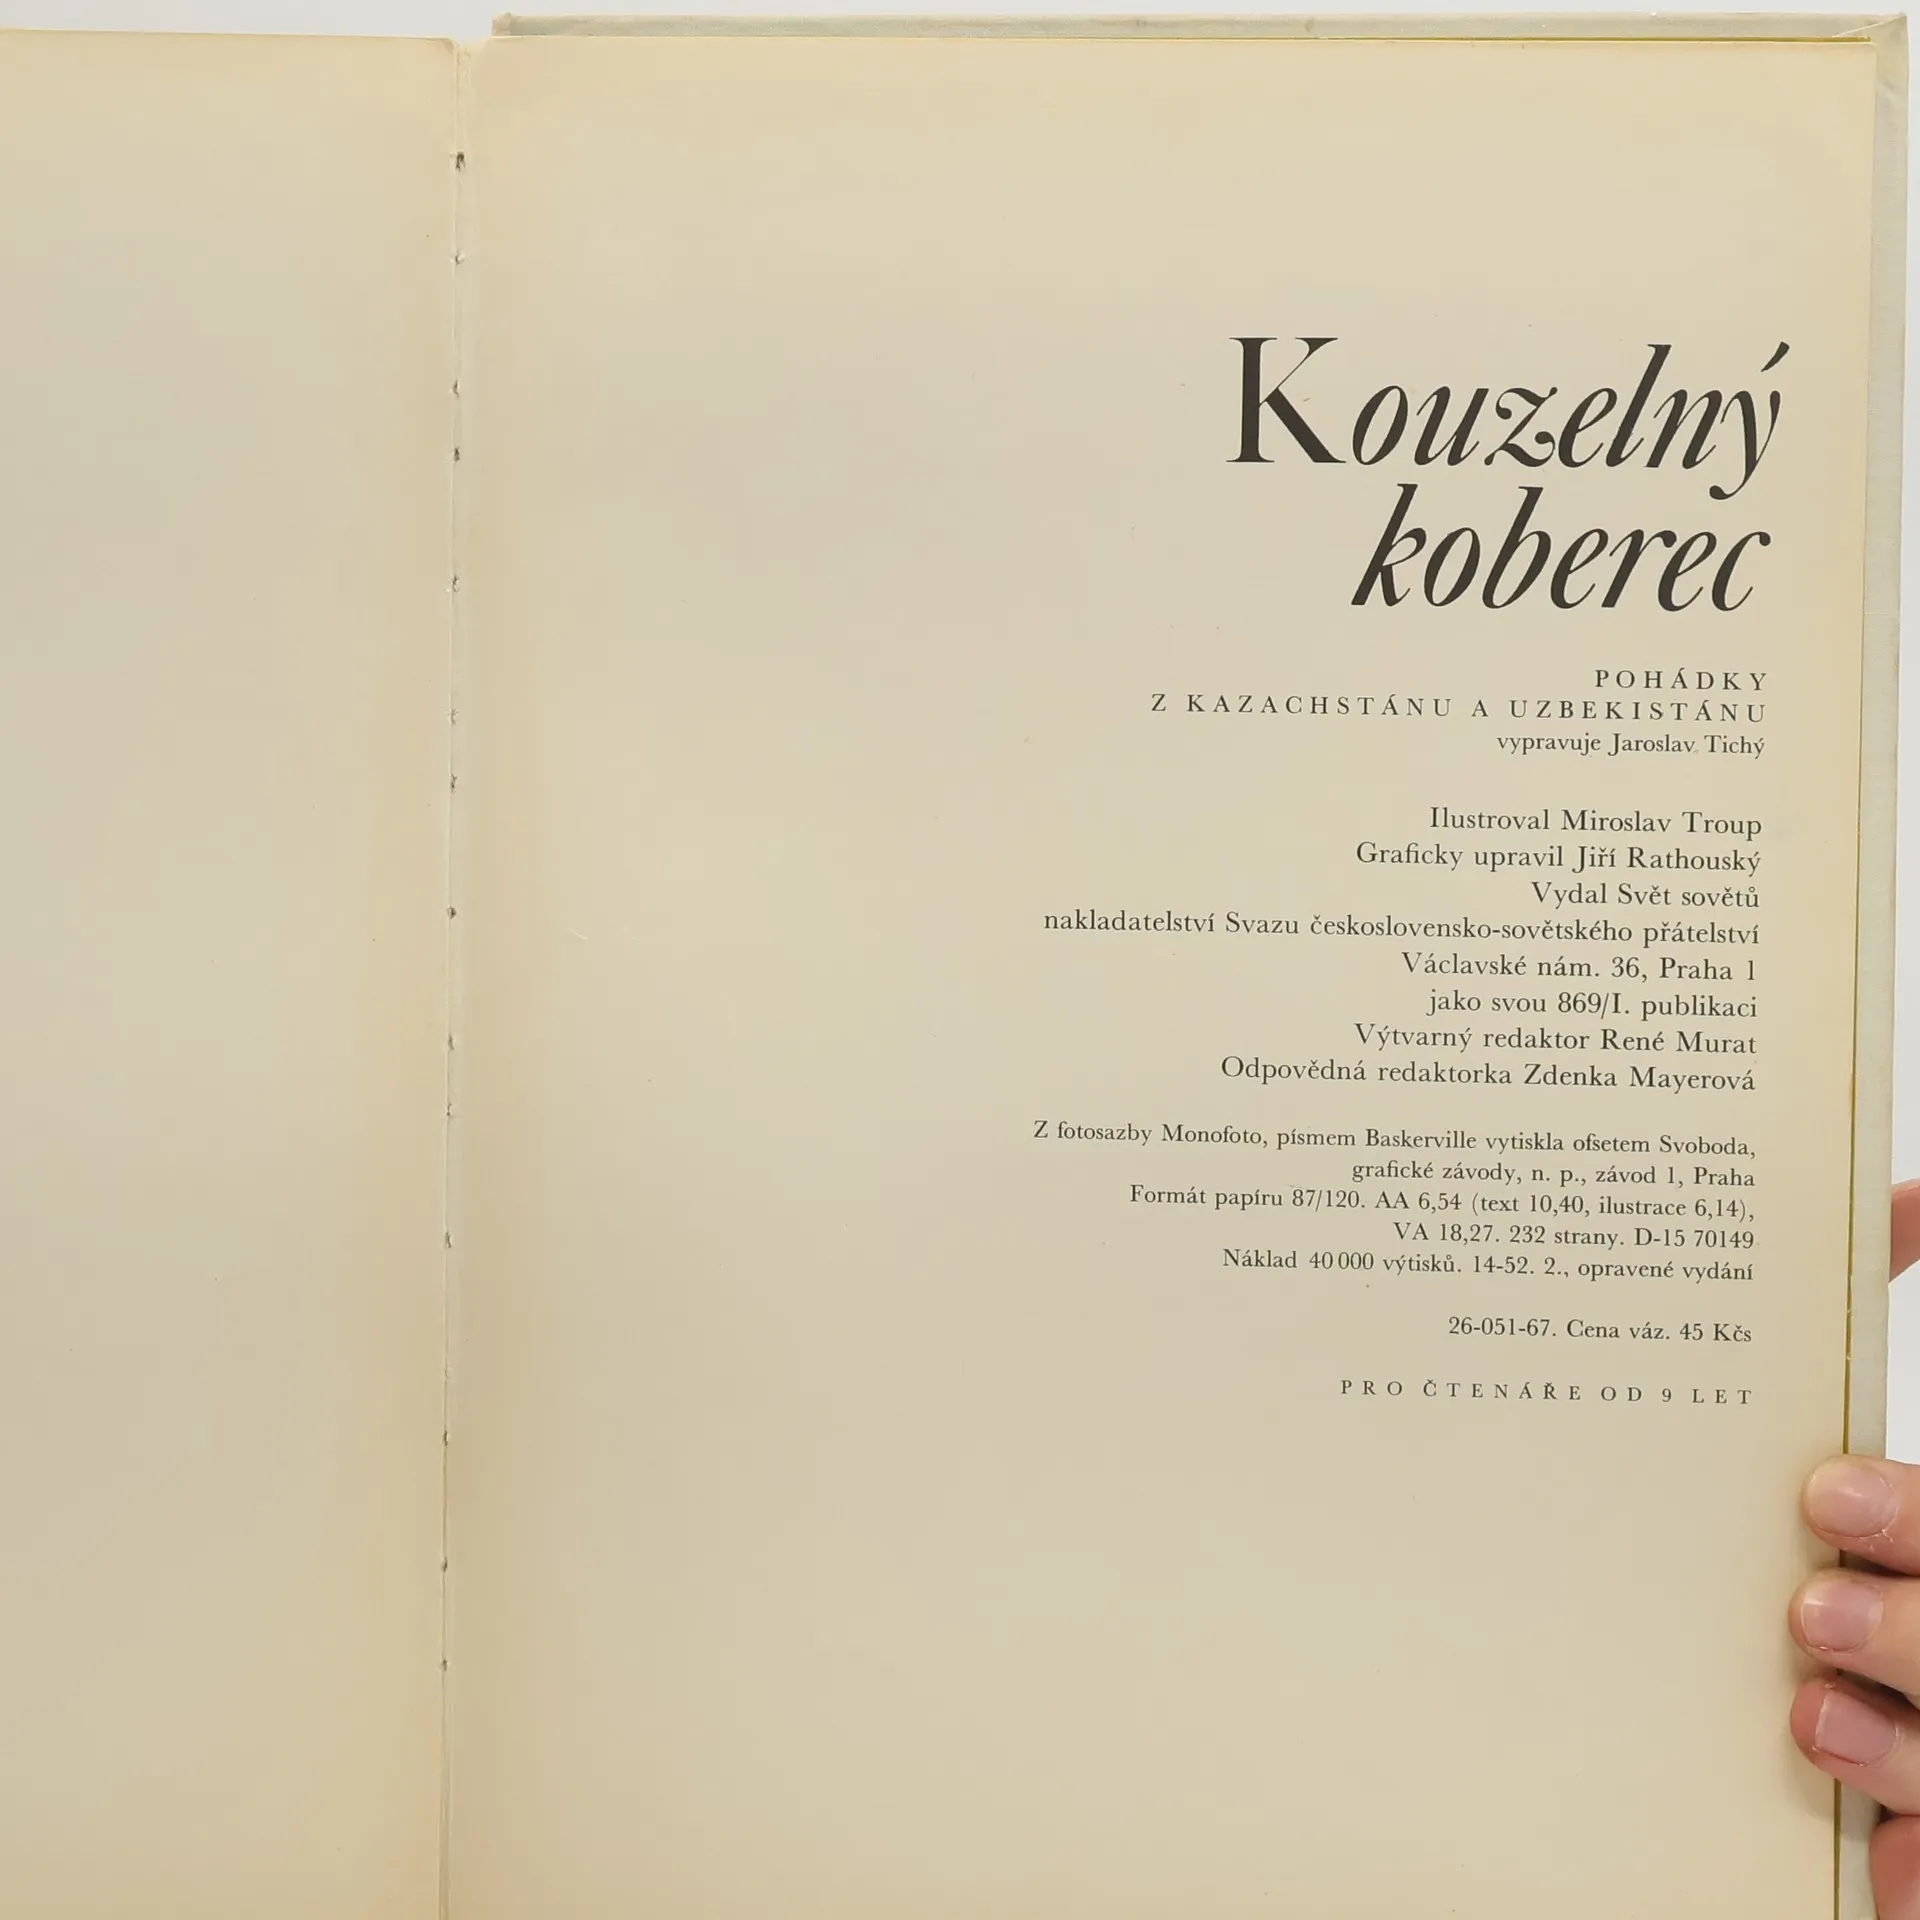 Kouzelný
koberec
POHÁDKY
Z KAZACHSTÁNU A UZBEKISTÁNU
vypravuje Jaroslav Tichý
Ilustroval Miroslav Troup
Graficky upravil Jiří Rathouský
Vydal Svět sovětů
nakladatelství Svazu československo-sovětského přátelství
Václavské nám. 36, Praha 1
jako svou 869/I. publikaci
Výtvarný redaktor René Murat
Odpovědná redaktorka Zdenka Mayerová
Z fotosazby Monofoto, písmem Baskerville vytiskla ofsetem Svoboda,
grafické závody, n. p., závod 1, Praha
Formát papíru 87/120. AA 6,54 (text 10,40, ilustrace 6,14),
VA 18,27. 232 strany. D-15 70149
Náklad 40 000 výtisků. 14-52. 2., opravené vydání
26-051-67. Cena váz. 45 Kčs
PRO ČTENÁŘE OD 9 LET